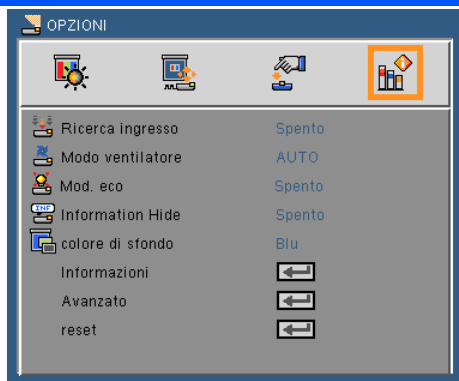 OPZIONI
Ricerca ingresso Spento
Modo ventilatore AUTO
Mod. eco Spento
INF Information Hide Spento
colore di sfondo Blu
Informazioni
Avanzato
reset